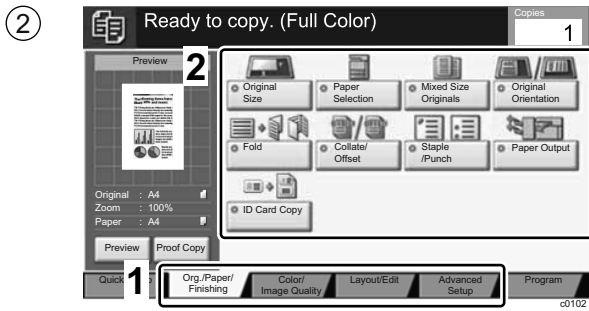 2
Ready to copy. (Full Color)
Copies
1
Preview
2
Original
Size
Paper
Selection
Mixed Size
Originals
Original
Orientation
Fold
Collate/
Offset
Staple
/Punch
Paper Output
ID Card Copy
Original : A4
Zoom : 100%
Paper : A4
Preview
Proof Copy
1
Quick
Org./Paper/
Finishing
Color/
Image Quality
Layout/Edit
Advanced
Setup
Program
c0102